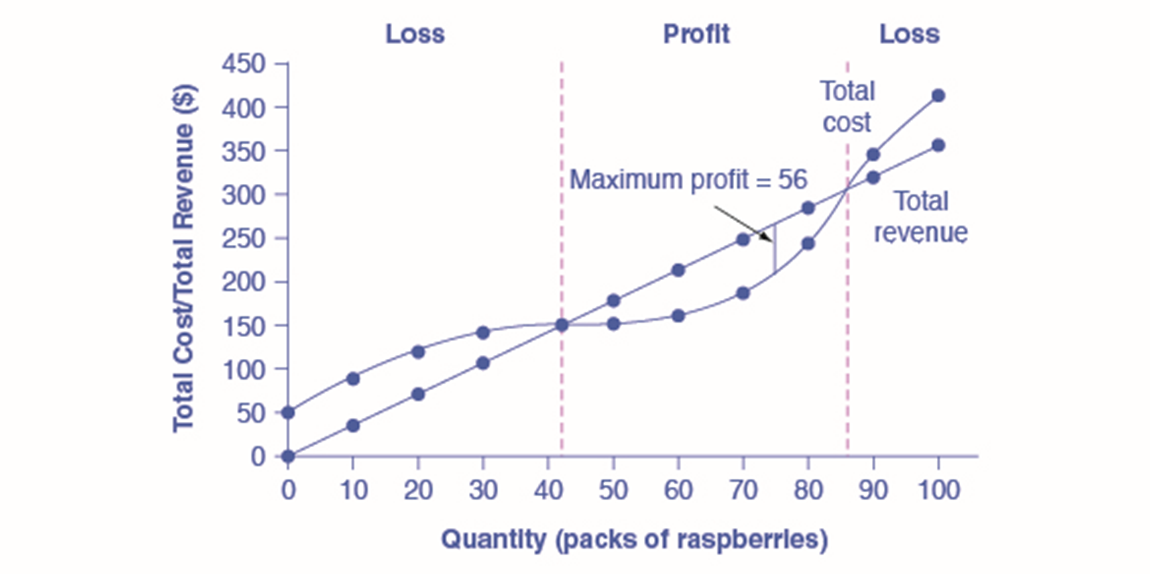 Loss
Profit
Loss
Total Cost/Total Revenue ($)
450
400
350
300
250
200
150
100
50
0
Total
cost
Maximum profit = 56
Total
revenue
0 10 20 30 40 50 60 70 80 90 100
Quantity (packs of raspberries)